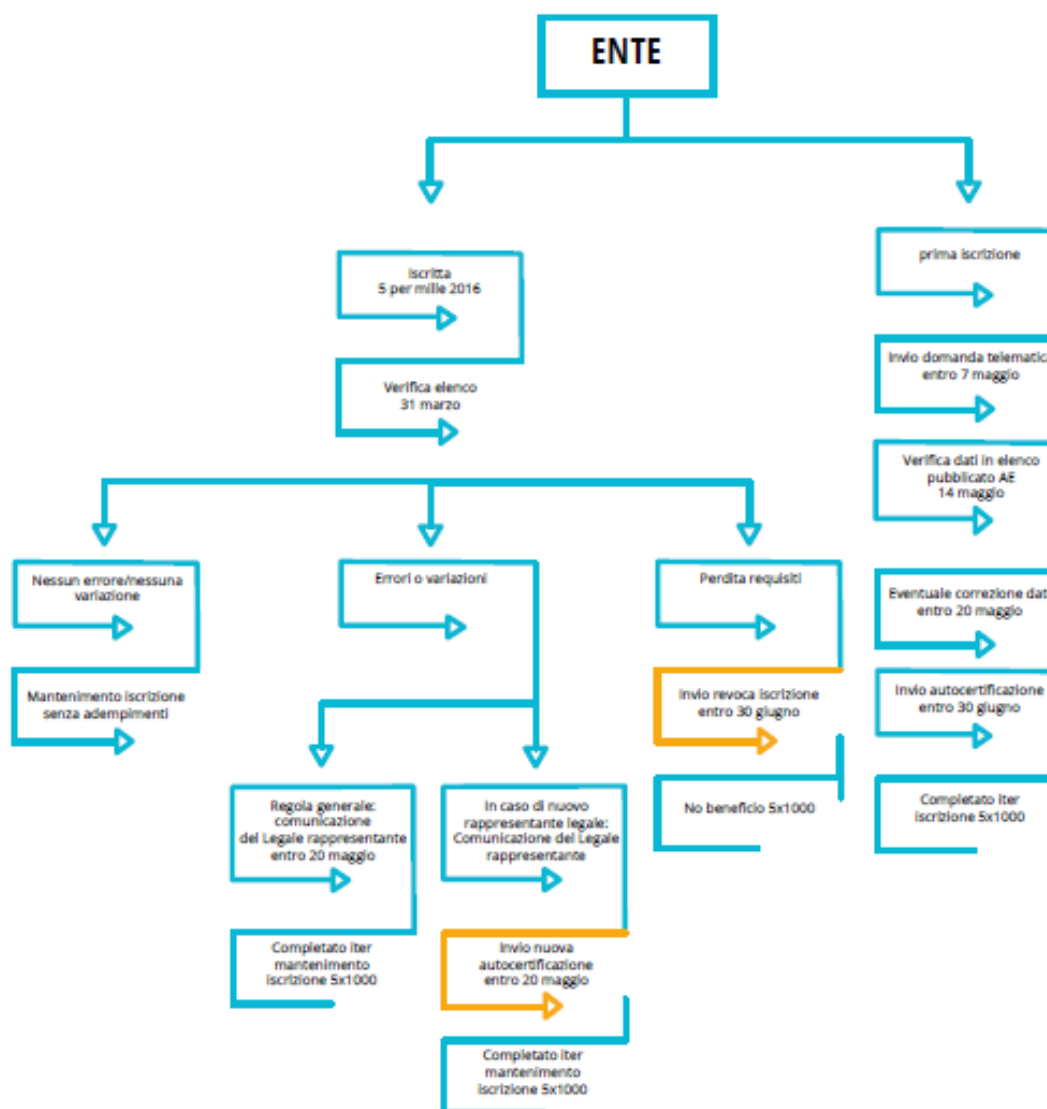 ENTE
Iscritta
5 per mille 2016
Verifica elenco
31 marzo
Nessun errore/nessuna
variazione
Mantenimento iscrizione
senza adempimenti
Errori o variazioni
Regola generale:
comunicazione
del Legale rappresentante
entro 20 maggio
Completato iter
mantenimento
iscrizione 5x1000
In caso di nuovo
rappresentante legale:
Comunicazione del Legale
rappresentante
Invio nuova
autocertificazione
entro 20 maggio
Completato iter
mantenimento
iscrizione 5x1000
Perdita requisiti
Invio revoca iscrizione
entro 30 giugno
No beneficio 5x1000
prima iscrizione
Invio domanda telematica
entro 7 maggio
Verifica dati in elenco
pubblicato AE
14 maggio
Eventuale correzione dat
entro 20 maggio
Invio autocertificazione
entro 30 giugno
Completato iter
iscrizione 5x1000